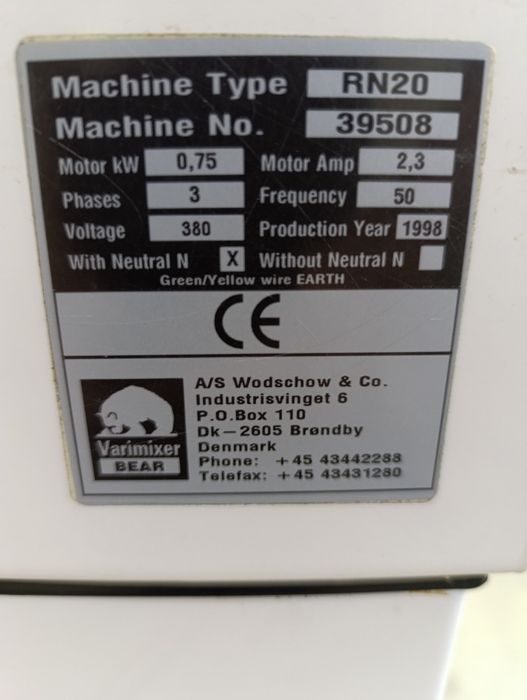 Machine Type RN20
Machine No. 39508
Motor kW 0,75 Motor Amp 2,3
Phases 3 Frequency 50
Voltage 380 Production Year 1998
With Neutral N X Without Neutral N
Green/Yellow wire EARTH
CE
A/S Wodschow & Co.
Industrisvinget 6
P.O.Box 110
Dk-2605 Brøndby
Denmark
Phone: +45 43442288
Telefax: +45 43431280
Varimixer
BEAR